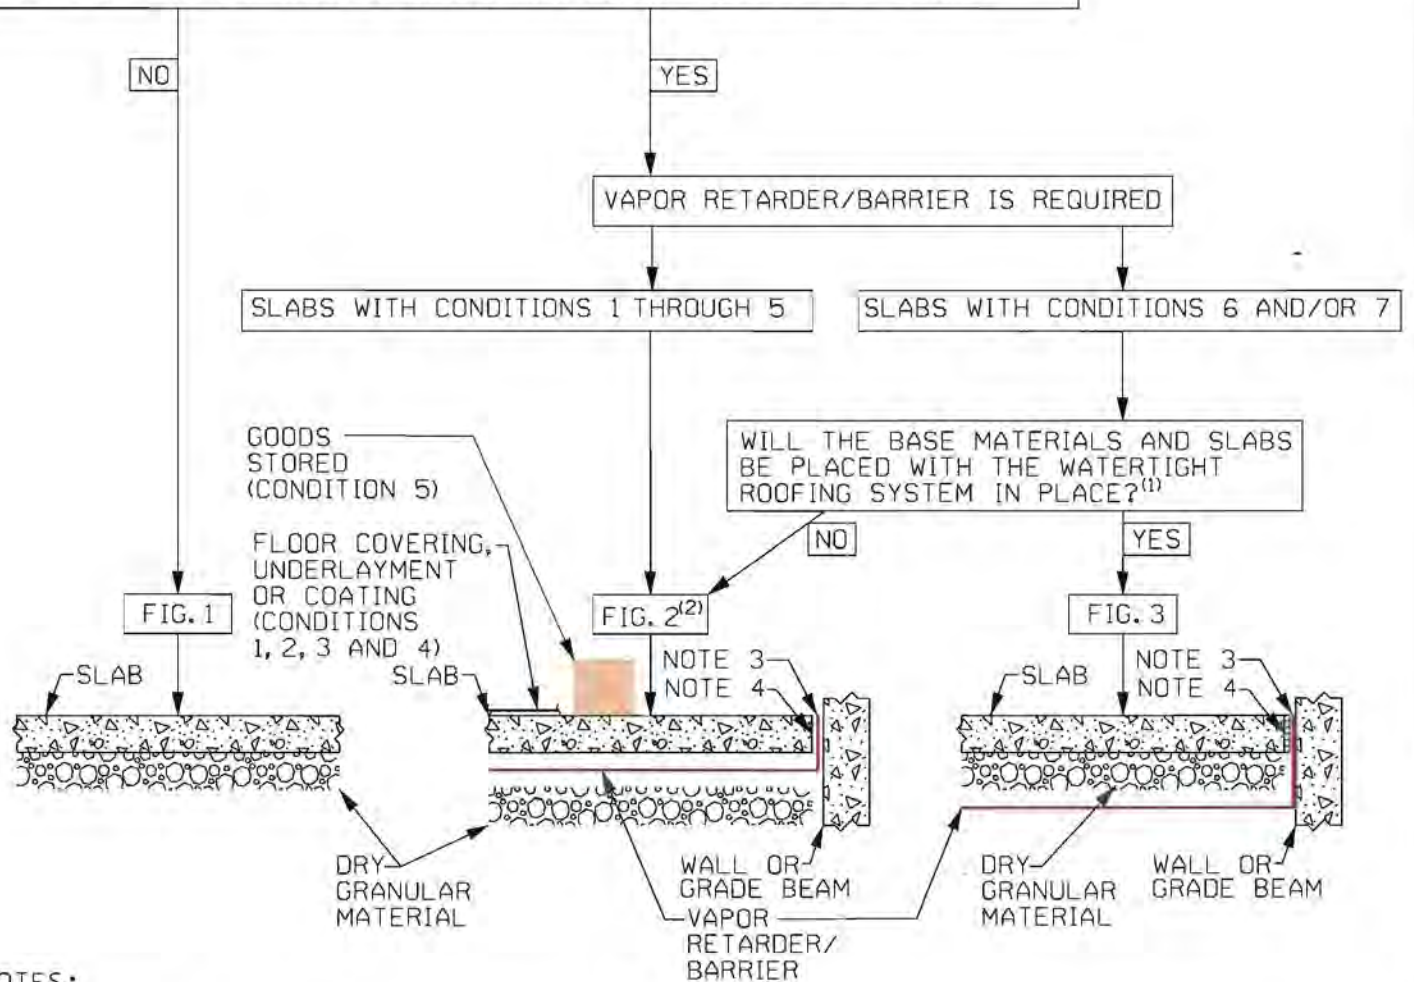 NO
YES
VAPOR RETARDER/BARRIER IS REQUIRED
SLABS WITH CONDITIONS 1 THROUGH 5
SLABS WITH CONDITIONS 6 AND/OR 7
GOODS
STORED
(CONDITION 5)
WILL THE BASE MATERIALS AND SLABS
BE PLACED WITH THE WATERTIGHT
ROOFING SYSTEM IN PLACE?(1)
NO
YES
FLOOR COVERING,
UNDERLAYMENT
OR COATING
(CONDITIONS
1, 2, 3 AND 4)
FIG. 1
FIG. 2(2)
FIG. 3
SLAB
SLAB
NOTE 3
NOTE 4
SLAB
NOTE 3
NOTE 4
DRY
GRANULAR
MATERIAL
WALL OR
GRADE BEAM
VAPOR
RETARDER/
BARRIER
DRY
GRANULAR
MATERIAL
WALL OR
GRADE BEAM